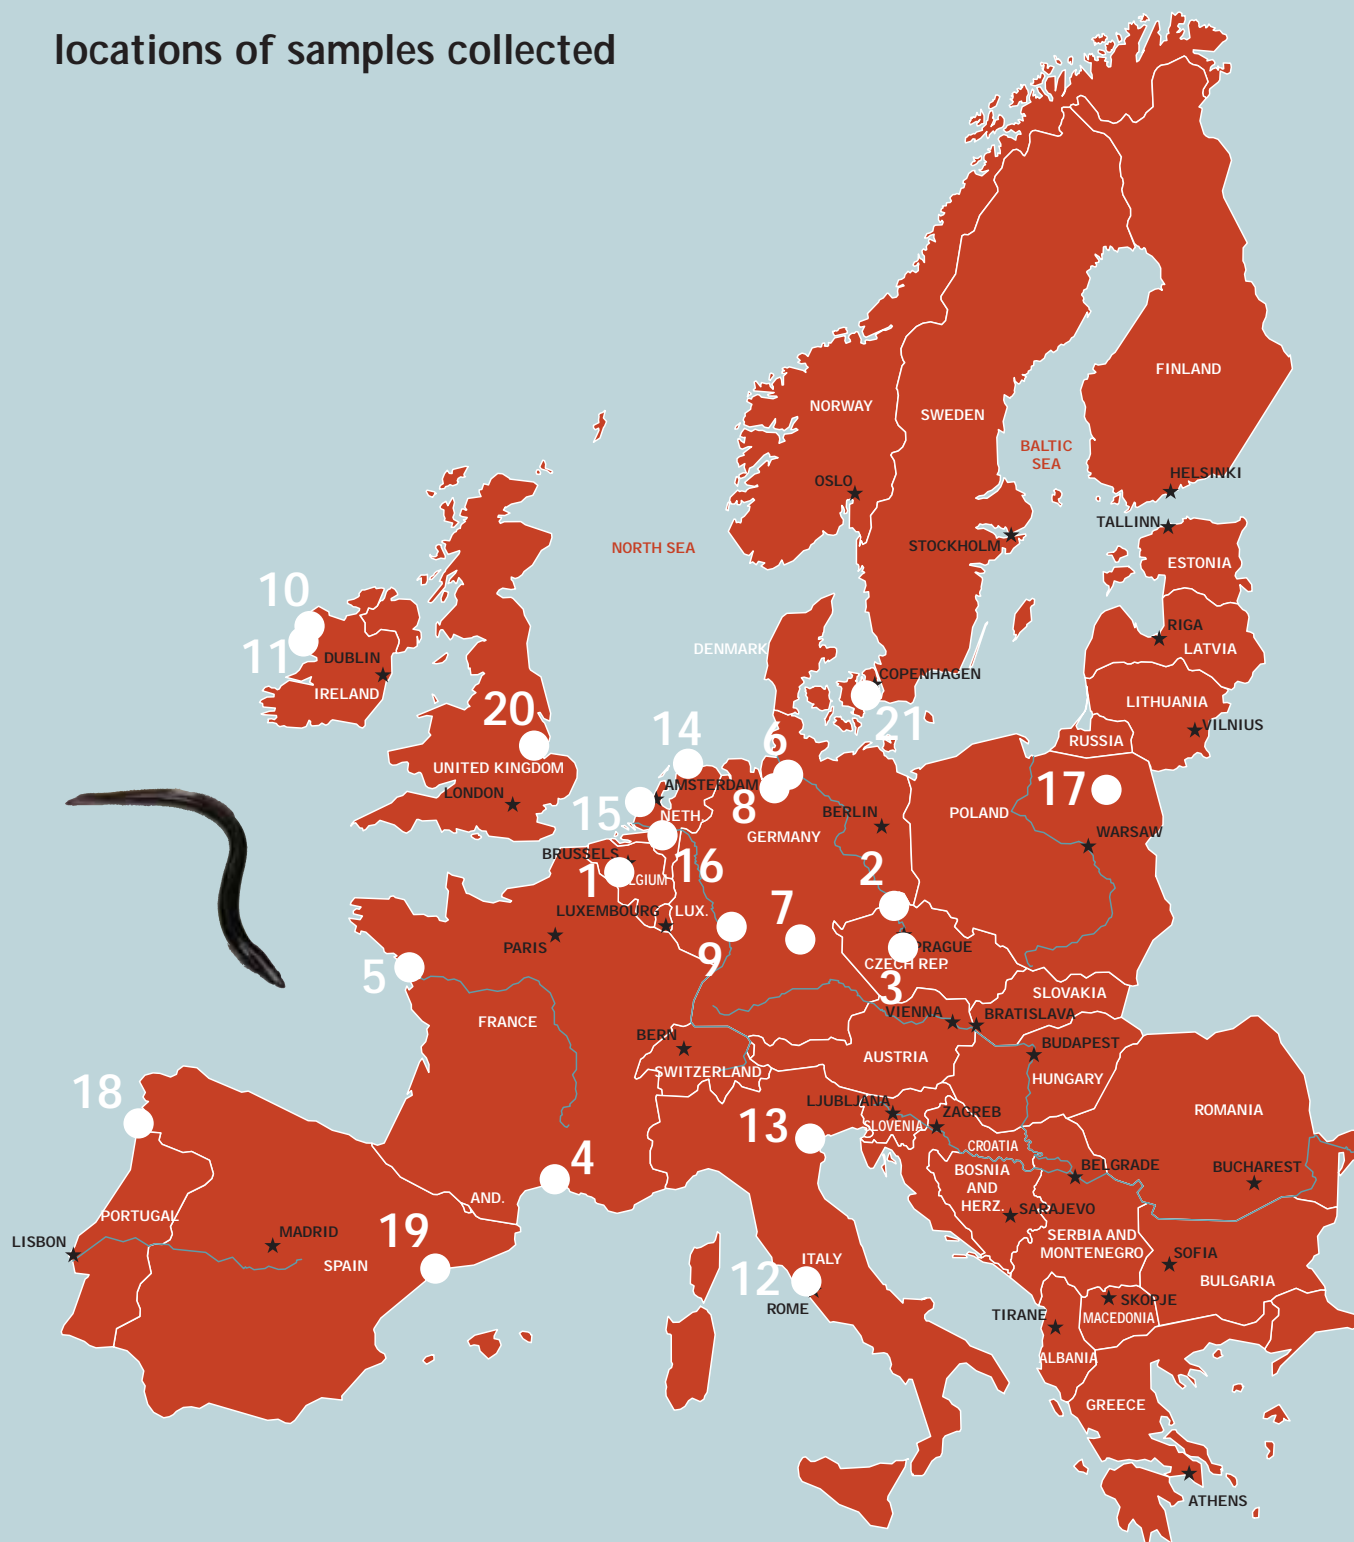 locations of samples collected
FINLAND
NORWAY
SWEDEN
BALTIC
SEA
HELSINKI
OSLO
TALLINN
STOCKHOLM
NORTH SEA
ESTONIA
10
11
DUBLIN
IRELAND
DENMARK
RIGA
LATVIA
COPENHAGEN
LITHUANIA
20
21
14
6
VILNIUS
RUSSIA
UNITED KINGDOM
LONDON
AMSTERDAM
15
NETH.
8
BERLIN
GERMANY
POLAND
17
WARSAW
BRUSSELS
1
LGIUM
16
2
LUXEMBOURG
LUX.
7
PARIS
9
PRAGUE
CZECH REP.
3
5
SLOVAKIA
FRANCE
VIENNA
BRATISLAVA
BERN
BUDAPEST
AUSTRIA
SWITZERLAND
HUNGARY
18
LJUBLJANA
ZAGREB
ROMANIA
13
SLOVENIA
CROATIA
4
BELGRADE
BUCHAREST
BOSNIA
AND
HERZ.
AND.
SARAJEVO
PORTUGAL
LISBON
MADRID
19
SPAIN
SERBIA AND
MONTENEGRO
SOFIA
BULGARIA
ITALY
12
ROME
TIRANE
SKOPJE
MACEDONIA
ALBANIA
GREECE
ATHENS